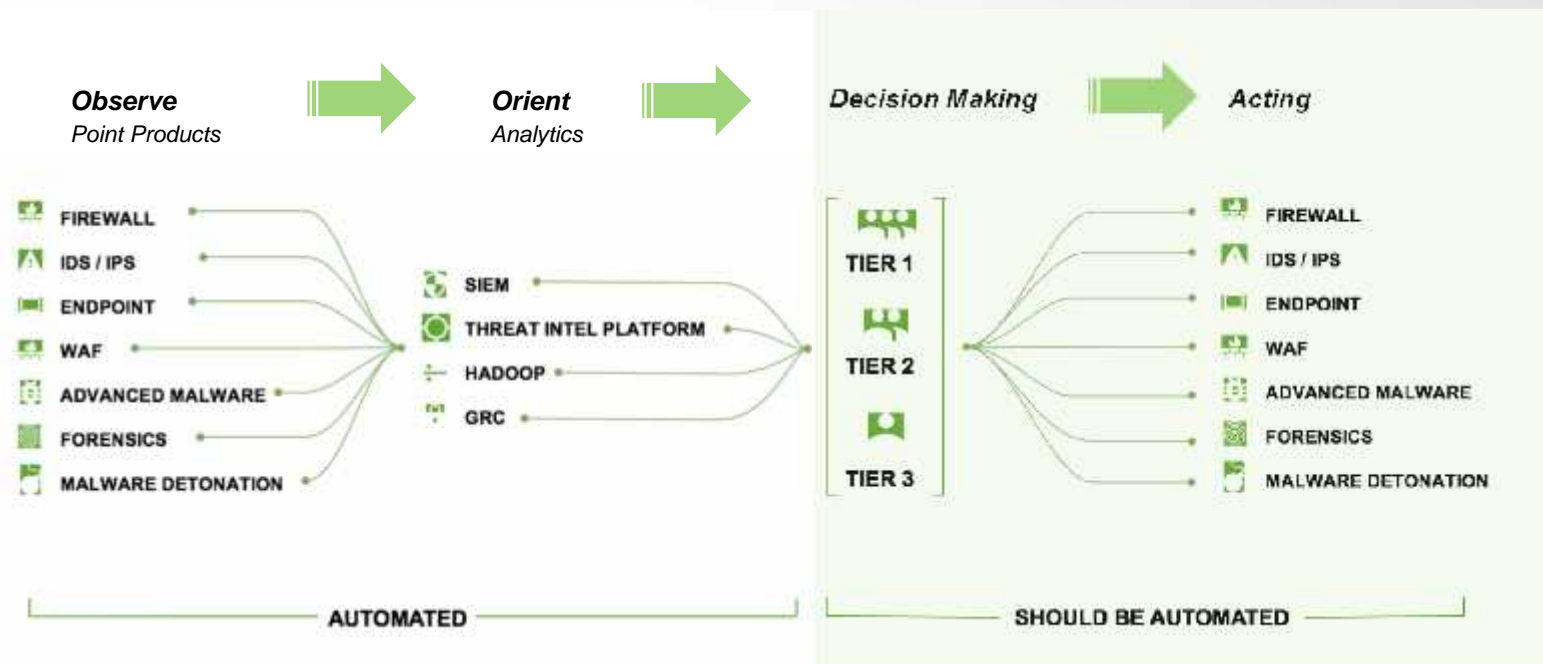 Observe
Point Products
Orient
Analytics
Decision Making
Acting
FIREWALL
IDS / IPS
ENDPOINT
WAF
ADVANCED MALWARE
FORENSICS
MALWARE DETONATION
SIEM
THREAT INTEL PLATFORM
HADOOP
GRC
TIER 1
TIER 2
TIER 3
FIREWALL
IDS / IPS
ENDPOINT
WAF
ADVANCED MALWARE
FORENSICS
MALWARE DETONATION
AUTOMATED
SHOULD BE AUTOMATED